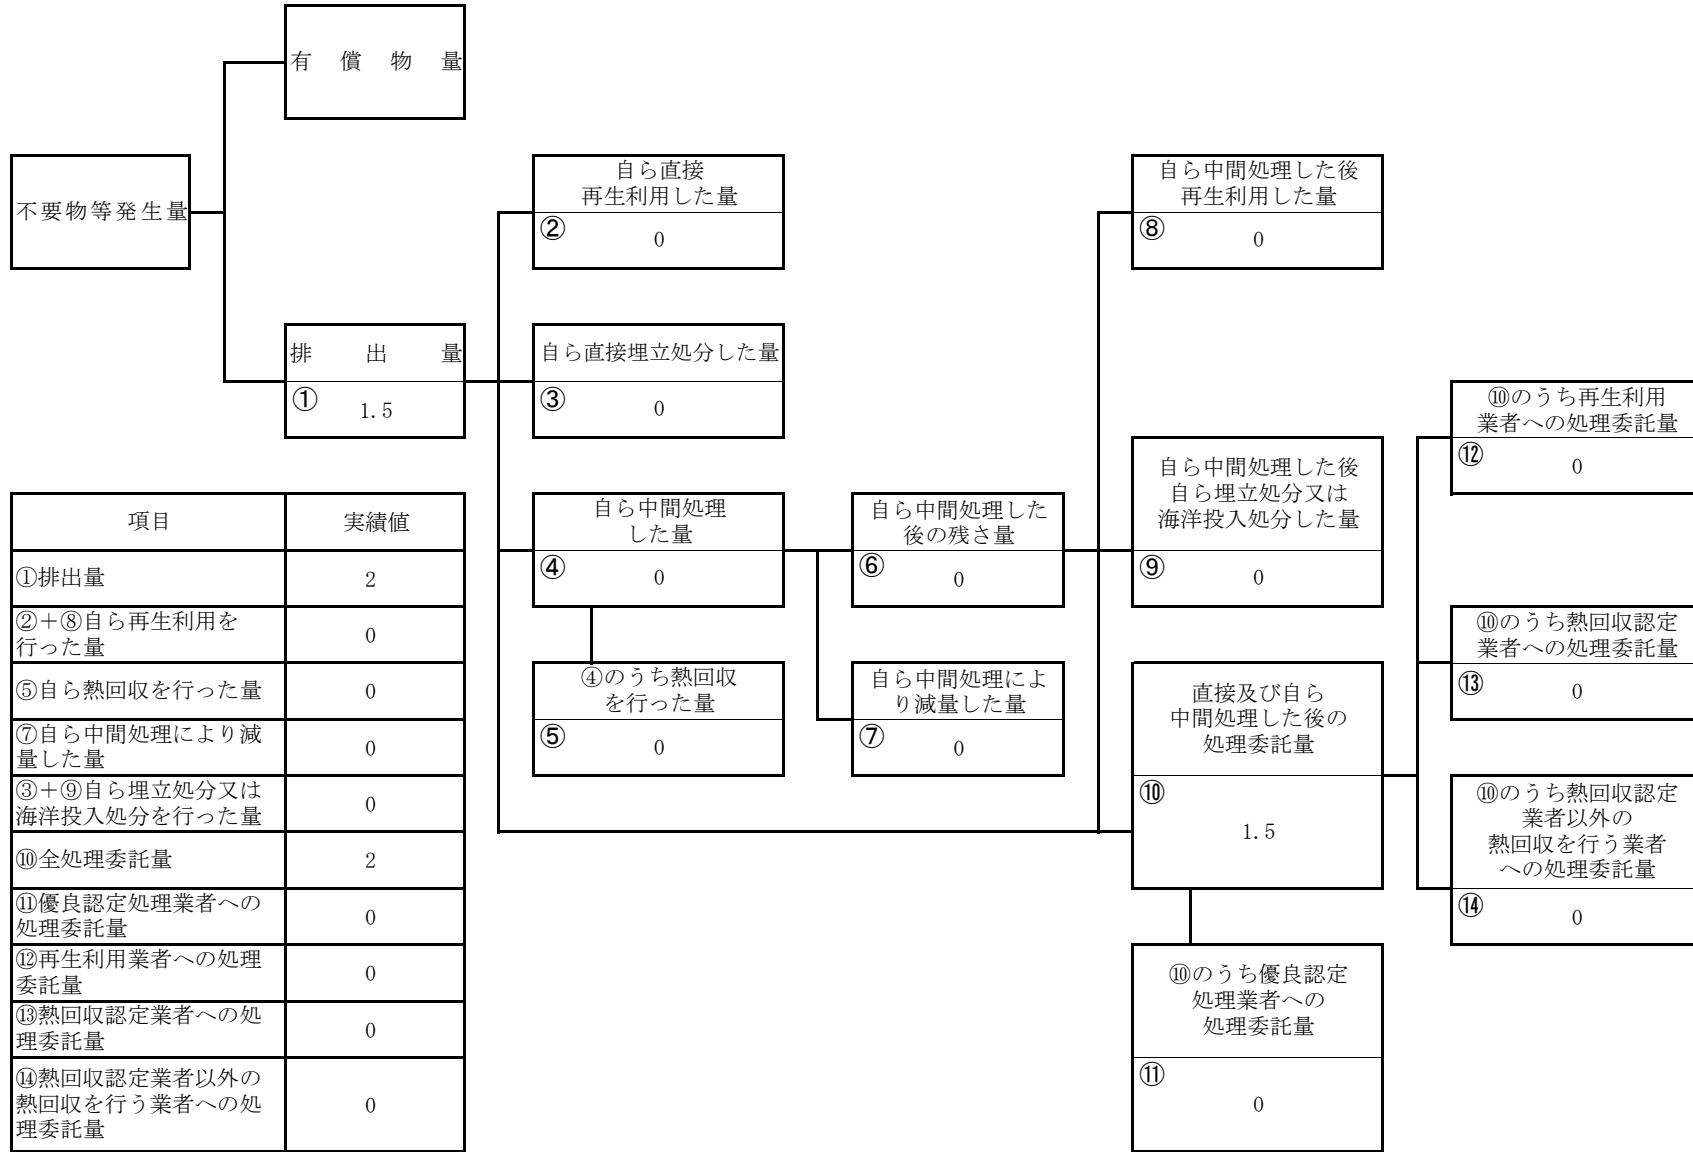 有償物量
不要物等発生量
自ら直接
再生利用した量
②
0
自ら中間処理した後
再生利用した量
⑧
0
排出量
①
1.5
自ら直接埋立処分した量
③
0
⑩のうち再生利用
業者への処理委託量
⑫
0
自ら中間処理
した量
④
0
自ら中間処理した
後の残さ量
⑥
0
自ら中間処理した後
自ら埋立処分又は
海洋投入処分した量
⑨
0
⑩のうち熱回収認定
業者への処理委託量
⑬
0
④のうち熱回収
を行った量
⑤
0
自ら中間処理によ
り減量した量
⑦
0
直接及び自ら
中間処理した後の
処理委託量
⑩
1.5
⑩のうち熱回収認定
業者以外の
熱回収を行う業者
への処理委託量
⑭
0
⑩のうち優良認定
処理業者への
処理委託量
⑪
0
項目 実績値
①排出量 2
②＋⑧自ら再生利用を
行った量 0
⑤自ら熱回収を行った量 0
⑦自ら中間処理により減
量した量 0
③＋⑨自ら埋立処分又は
海洋投入処分を行った量 0
⑩全処理委託量 2
⑪優良認定処理業者への
処理委託量 0
⑫再生利用業者への処理
委託量 0
⑬熱回収認定業者への処
理委託量 0
⑭熱回収認定業者以外の
熱回収を行う業者への処 0
理委託量